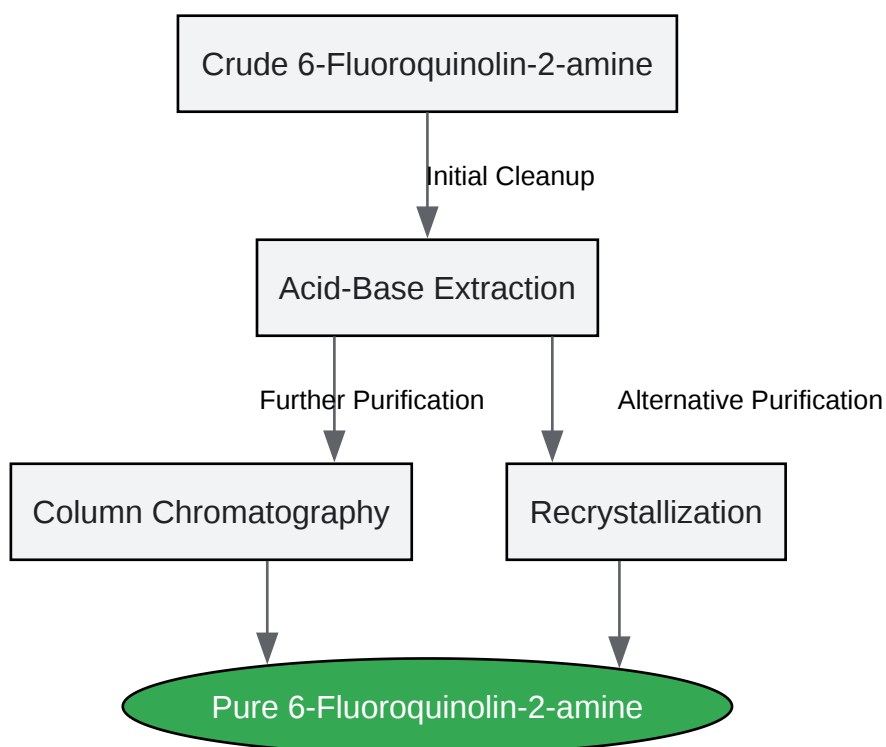 Crude 6-Fluoroquinolin-2-amine
Initial Cleanup
Acid-Base Extraction
Further Purification
Alternative Purification
Column Chromatography
Recrystallization
Pure 6-Fluoroquinolin-2-amine